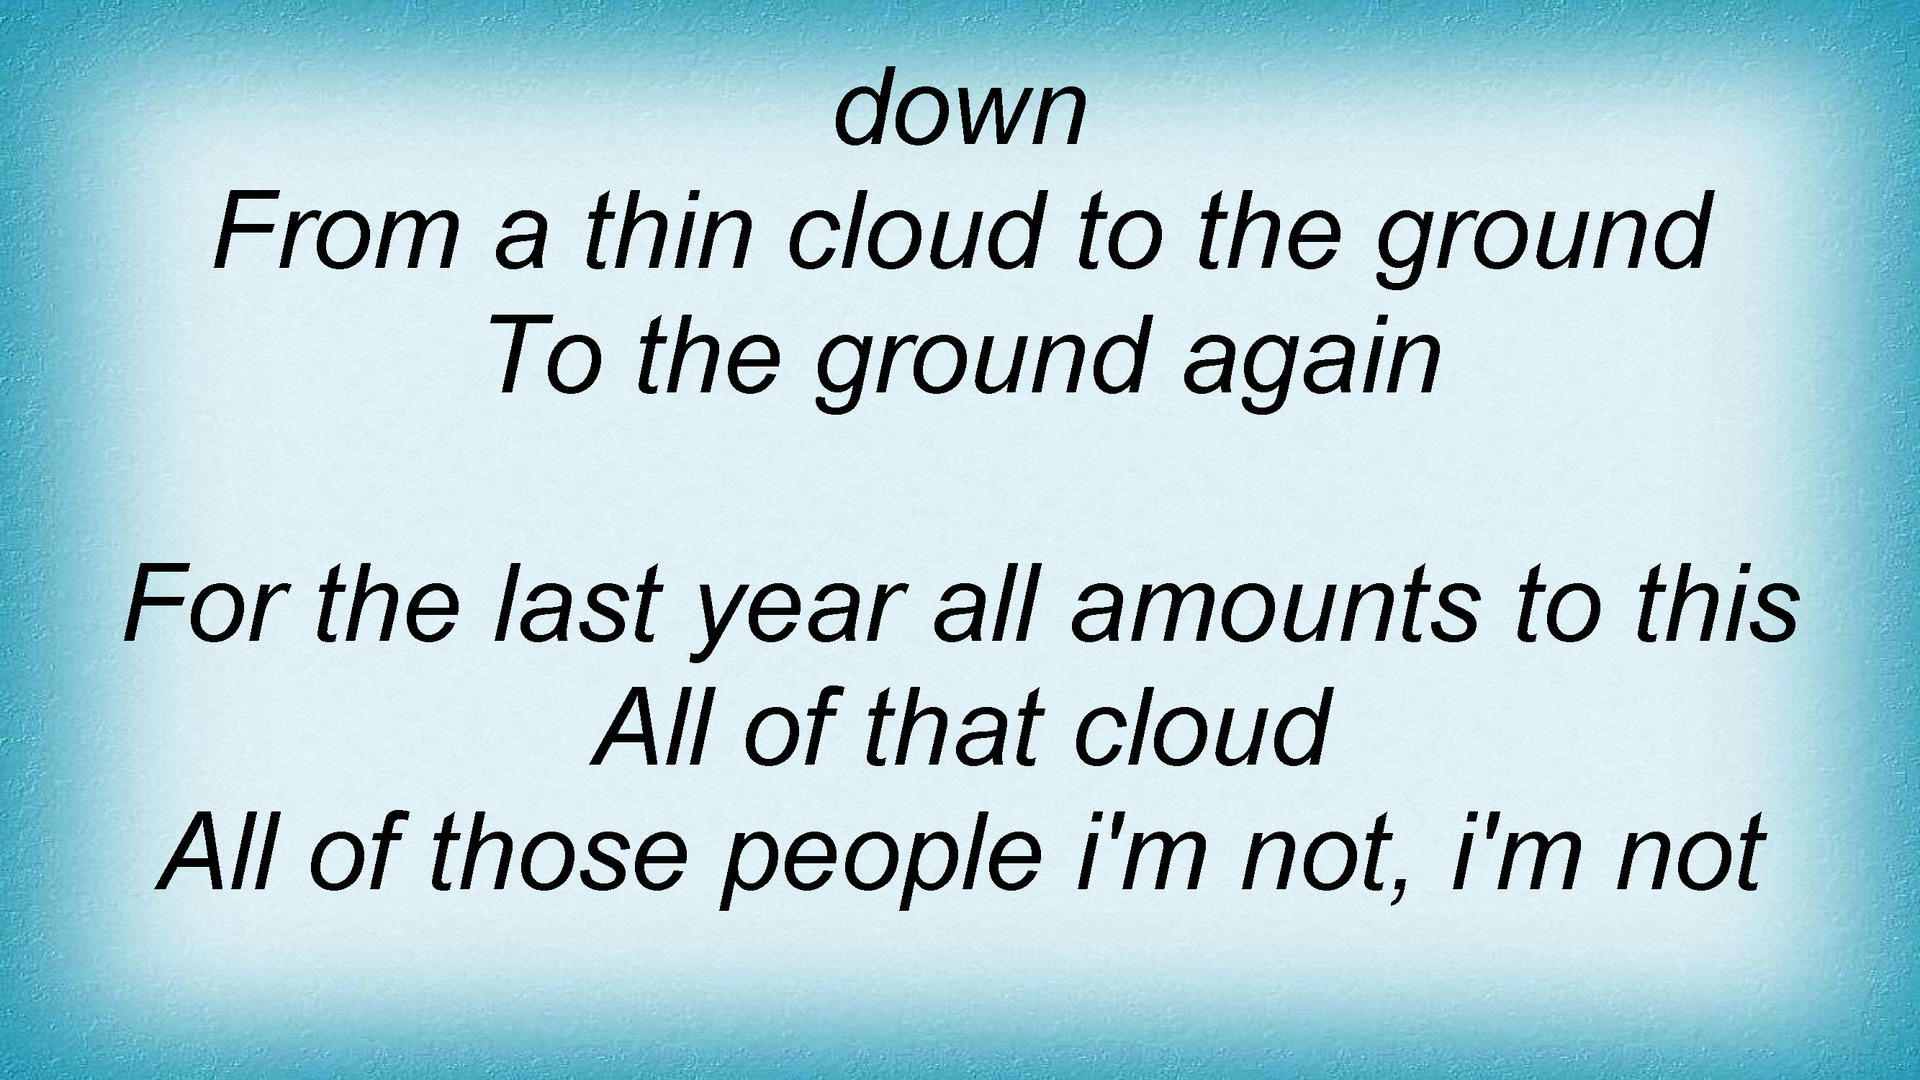 down
From a thin cloud to the ground
To the ground again
For the last year all amounts to this
All of that cloud
All of those people i'm not, i'm not